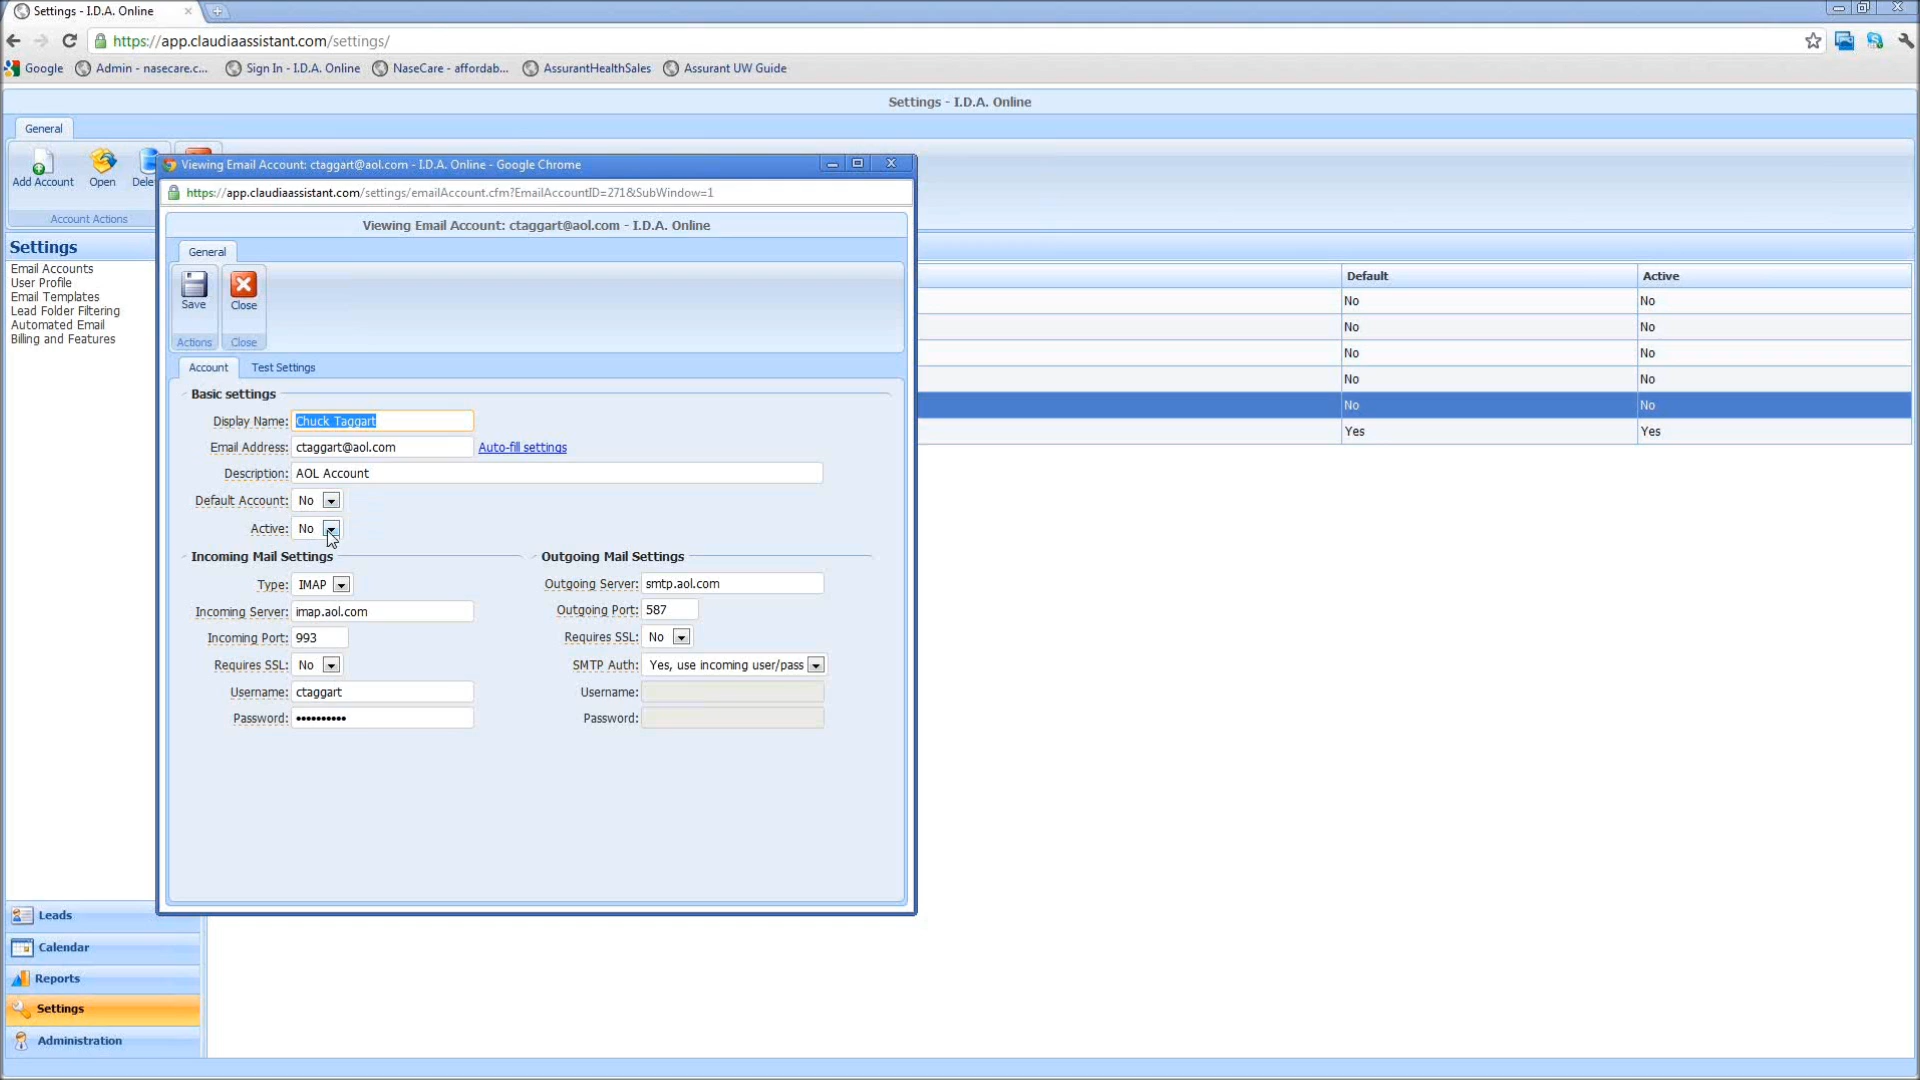 Settings - I.D.A. Online
https://app.claudiaassistant.com/settings/
Google
Admin - nasecare.c...
Sign In - I.D.A. Online
NaseCare - affordab...
AssurantHealthSales
Assurant UW Guide
Settings - I.D.A. Online
General
Add Account
Open
Dele
Account Actions
Viewing Email Account: ctaggart@aol.com - I.D.A. Online - Google Chrome
https://app.claudiaassistant.com/settings/emailAccount.cfm?EmailAccountID=271&SubWindow=1
Viewing Email Account: ctaggart@aol.com - I.D.A. Online
General
Save
Close
Actions
Close
Account
Test Settings
Basic settings
Display Name: Chuck Taggart
Email Address: ctaggart@aol.com Auto-fill settings
Description: AOL Account
Default Account: No
Active: No
Incoming Mail Settings
Type: IMAP
Incoming Server: imap.aol.com
Incoming Port: 993
Requires SSL: No
Username: ctaggart
Password: ••••••••••
Outgoing Mail Settings
Outgoing Server: smtp.aol.com
Outgoing Port: 587
Requires SSL: No
SMTP Auth: Yes, use incoming user/pass
Username:
Password:
Settings
Email Accounts
User Profile
Email Templates
Lead Folder Filtering
Automated Email
Billing and Features
Default Active
No No
No No
No No
No No
No No
Yes Yes
Leads
Calendar
Reports
Settings
Administration